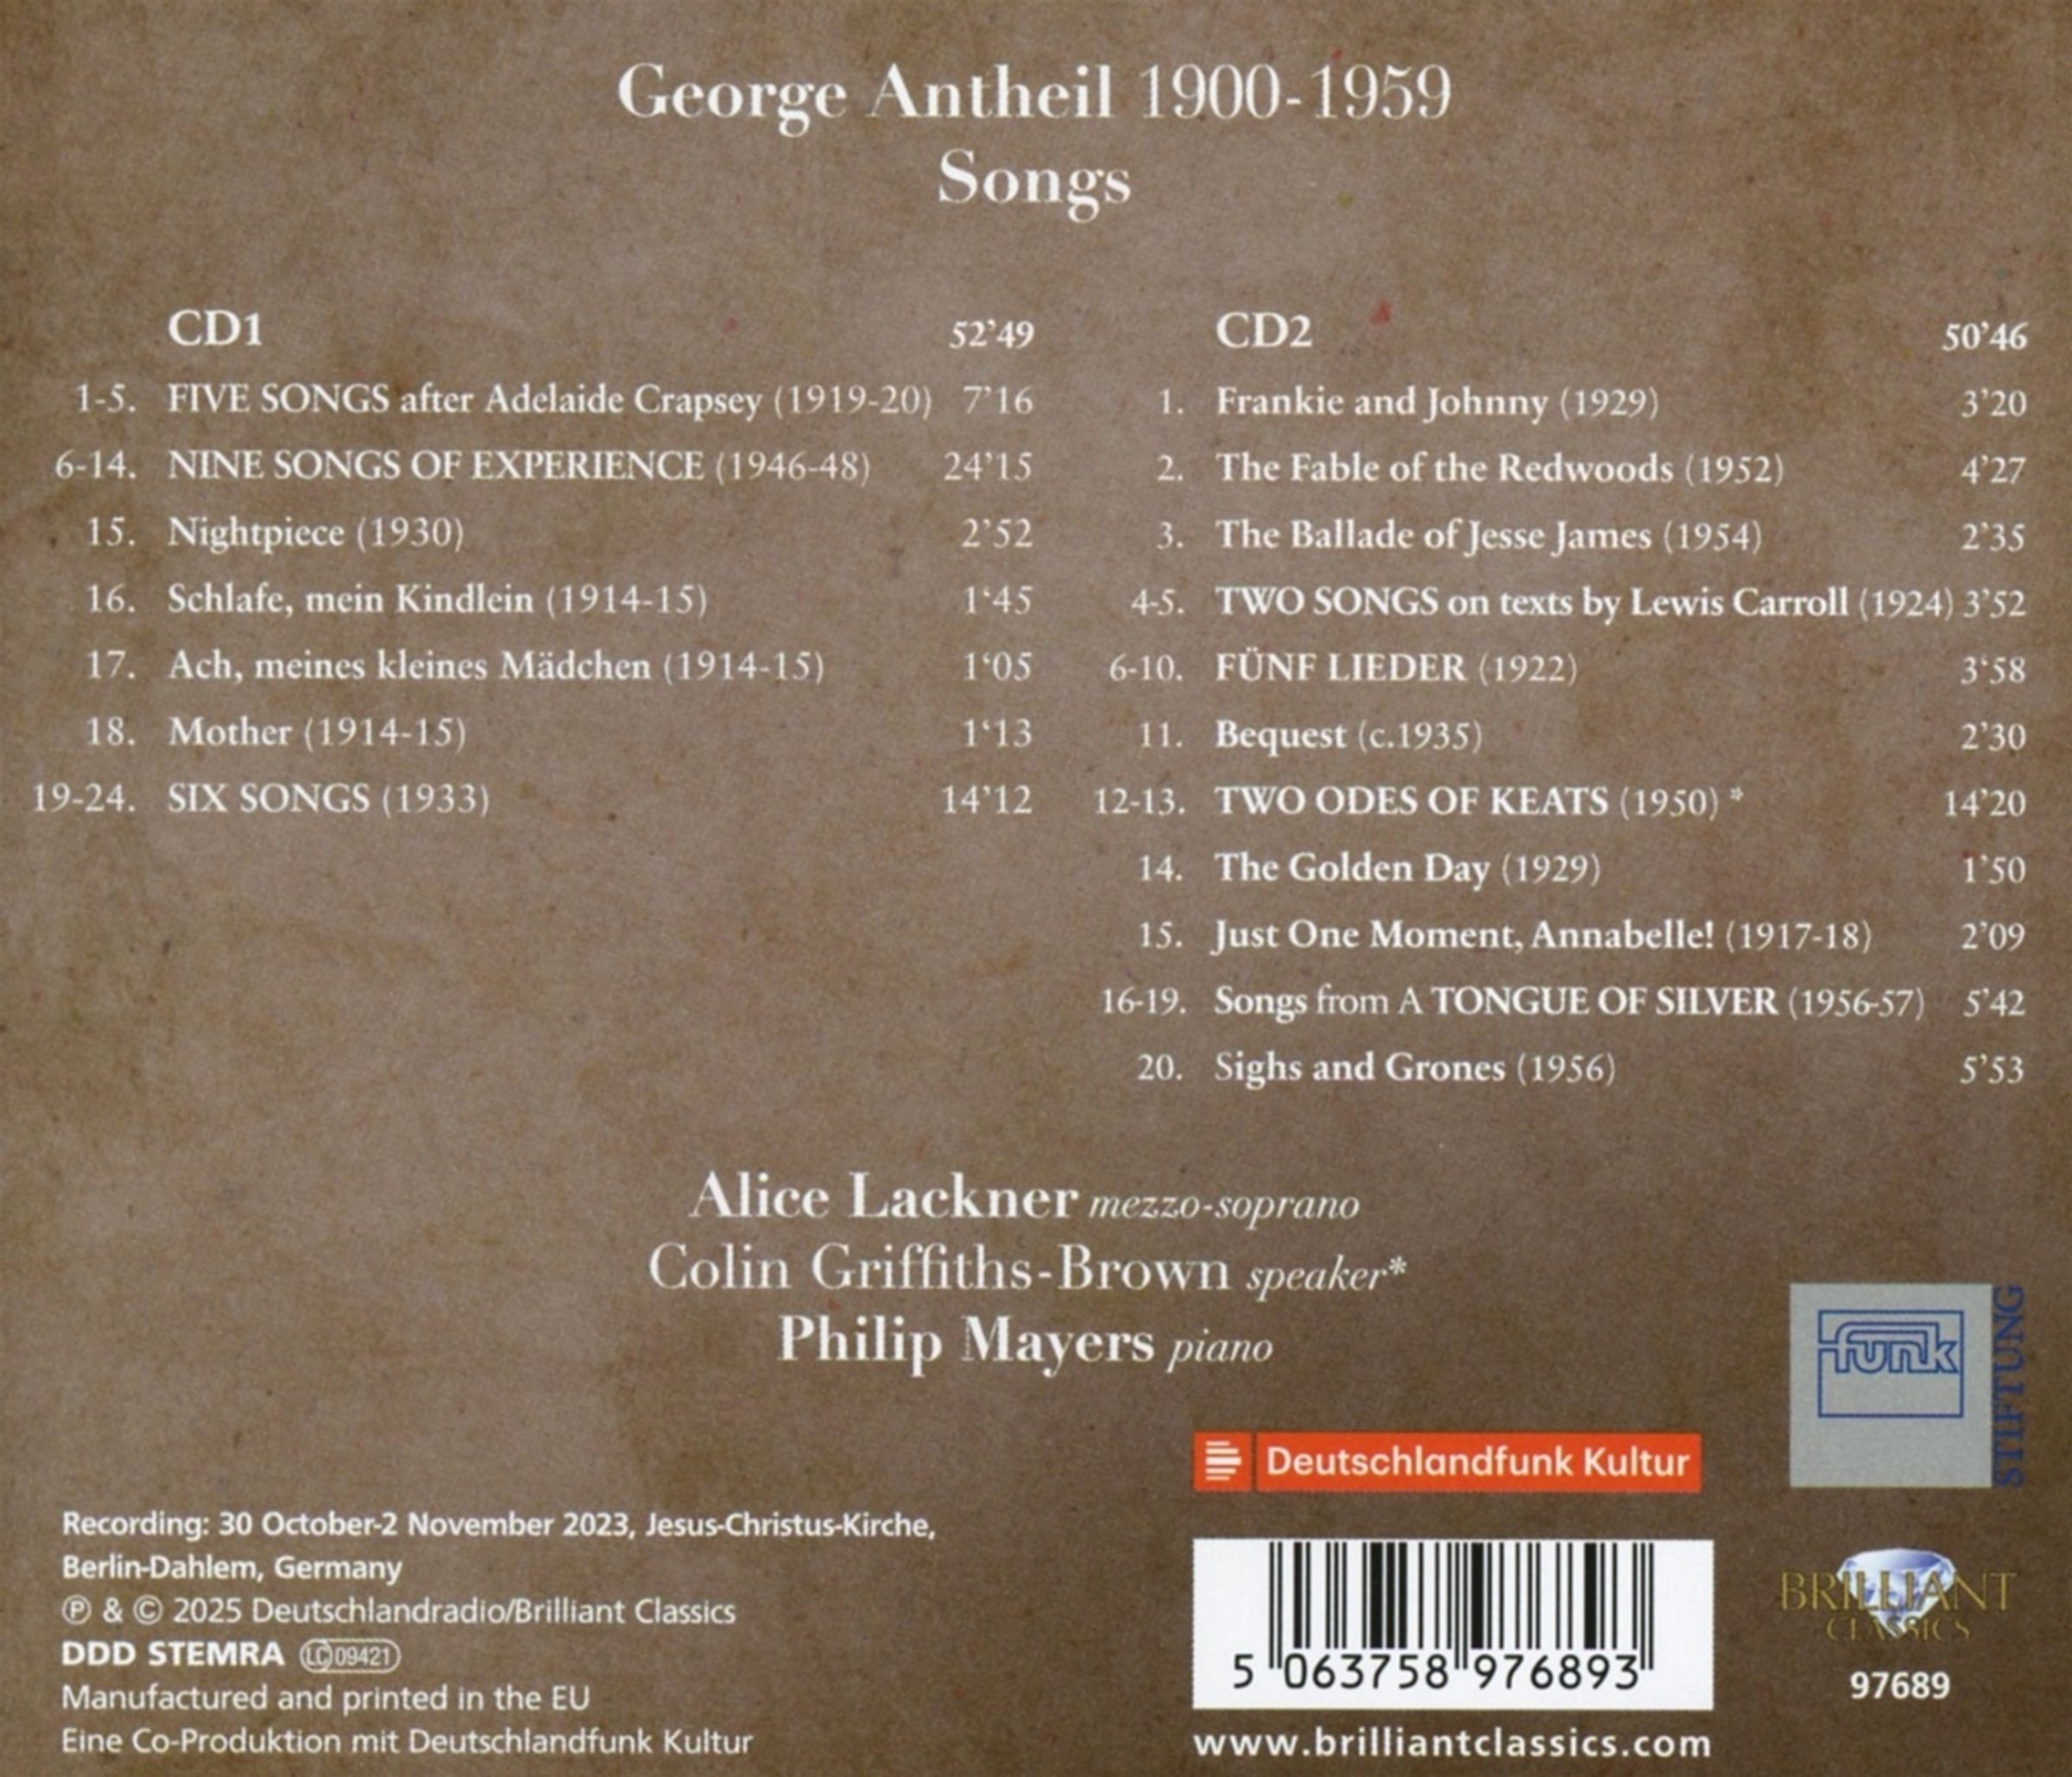 George Antheil 1900-1959
Songs
CD1 52’49
1-5. FIVE SONGS after Adelaide Crapsey (1919-20) 7’16
6-14. NINE SONGS OF EXPERIENCE (1946-48) 24’15
15. Nightpiece (1930) 2’52
16. Schlafe, mein Kindlein (1914-15) 1‘45
17. Ach, meines kleines Mädchen (1914-15) 1‘05
18. Mother (1914-15) 1‘13
19-24. SIX SONGS (1933) 14’12
CD2 50’46
1. Frankie and Johnny (1929) 3’20
2. The Fable of the Redwoods (1952) 4’27
3. The Ballade of Jesse James (1954) 2’35
4-5. TWO SONGS on texts by Lewis Carroll (1924) 3’52
6-10. FÜNF LIEDER (1922) 3‘58
11. Bequest (c.1935) 2’30
12-13. TWO ODES OF KEATS (1950) * 14’20
14. The Golden Day (1929) 1’50
15. Just One Moment, Annabelle! (1917-18) 2’09
16-19. Songs from A TONGUE OF SILVER (1956-57) 5’42
20. Sighs and Grones (1956) 5’53
Alice Lackner mezzo-soprano
Colin Griffiths-Brown speaker*
Philip Mayers piano
funk
STIFTUNG
Deutschlandfunk Kultur
Recording: 30 October-2 November 2023, Jesus-Christus-Kirche,
Berlin-Dahlem, Germany
℗ & © 2025 Deutschlandradio/Brilliant Classics
DDD STEMRA LC 09421
Manufactured and printed in the EU
Eine Co-Produktion mit Deutschlandfunk Kultur
5 063758 976893
www.brilliantclassics.com
BRILLIANT
CLASSICS
97689